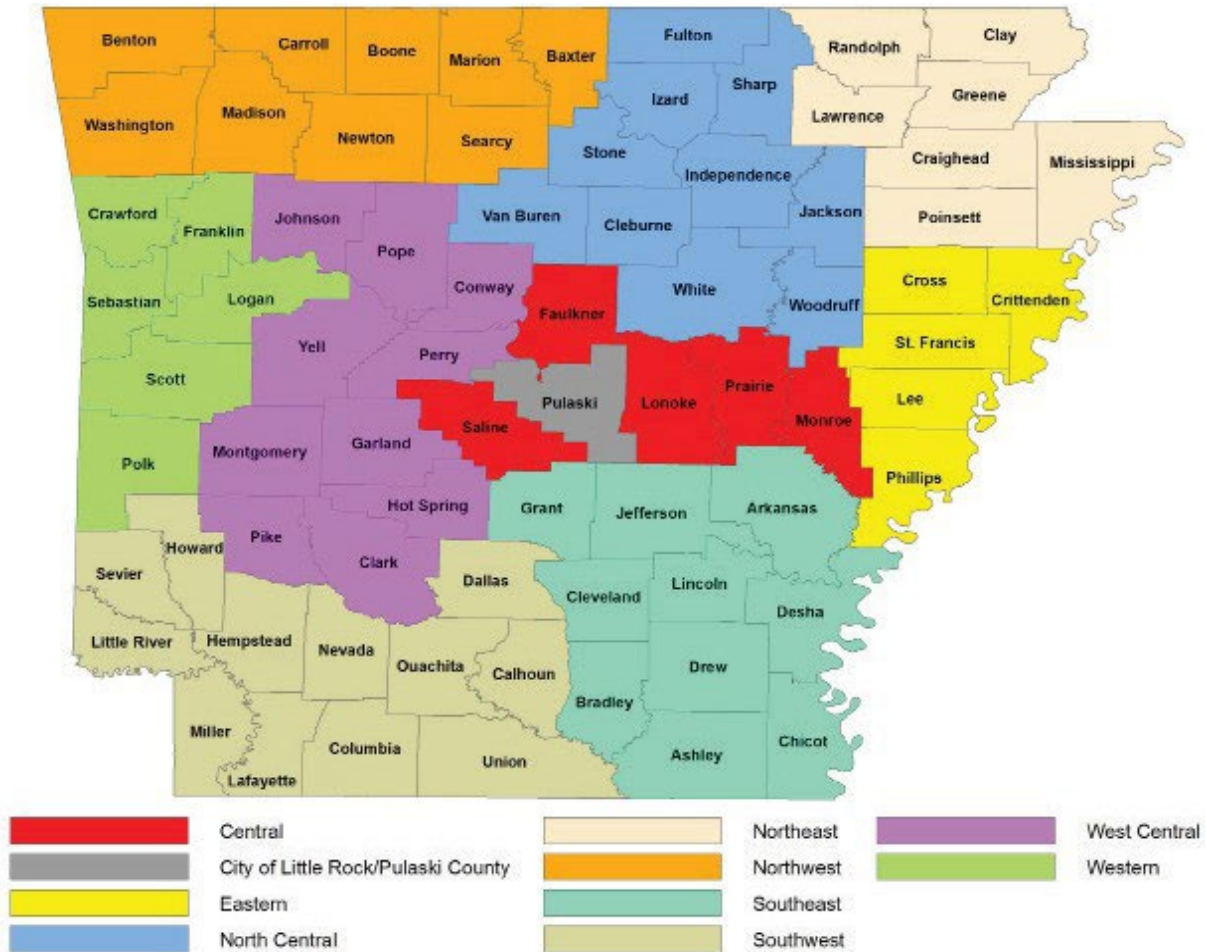 Benton
Carroll
Boone
Marion
Baxter
Fulton
Randolph
Clay
Sharp
Izard
Greene
Washington
Madison
Newton
Searcy
Lawrence
Stone
Independence
Craighead
Mississippi
Crawford
Franklin
Johnson
Pope
Van Buren
Cleburne
Jackson
Poinsett
Sebastian
Logan
Conway
Faulkner
White
Woodruff
Cross
Crittenden
Yell
Perry
St. Francis
Scott
Pulaski
Lonoke
Prairie
Monroe
Lee
Saline
Polk
Montgomery
Garland
Phillips
Hot Spring
Grant
Jefferson
Arkansas
Howard
Pike
Clark
Sevier
Dallas
Cleveland
Lincoln
Desha
Little River
Hempstead
Nevada
Ouachita
Calhoun
Drew
Bradley
Miller
Lafayette
Columbia
Union
Ashley
Chicot
Central
City of Little Rock/Pulaski County
Eastern
North Central
Northeast
Northwest
Southeast
Southwest
West Central
Western